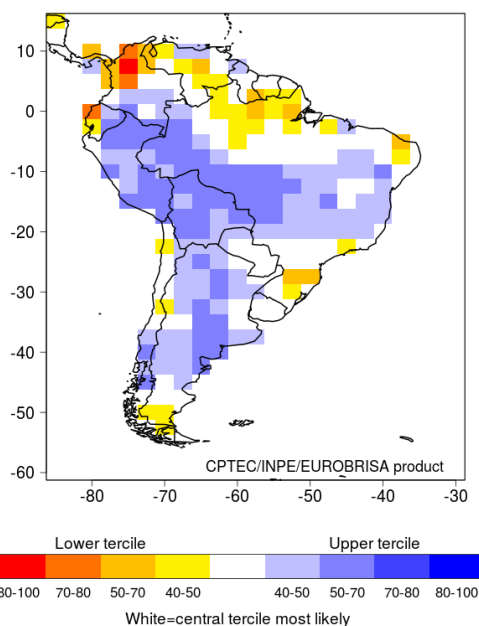 10
0
-10
-20
-30
-40
-50
-60
CPTEC/INPE/EUROBRISA product
-80 -70 -60 -50 -40 -30
Lower tercile Upper tercile
80-100 70-80 50-70 40-50 40-50 50-70 70-80 80-100
White=central tercile most likely